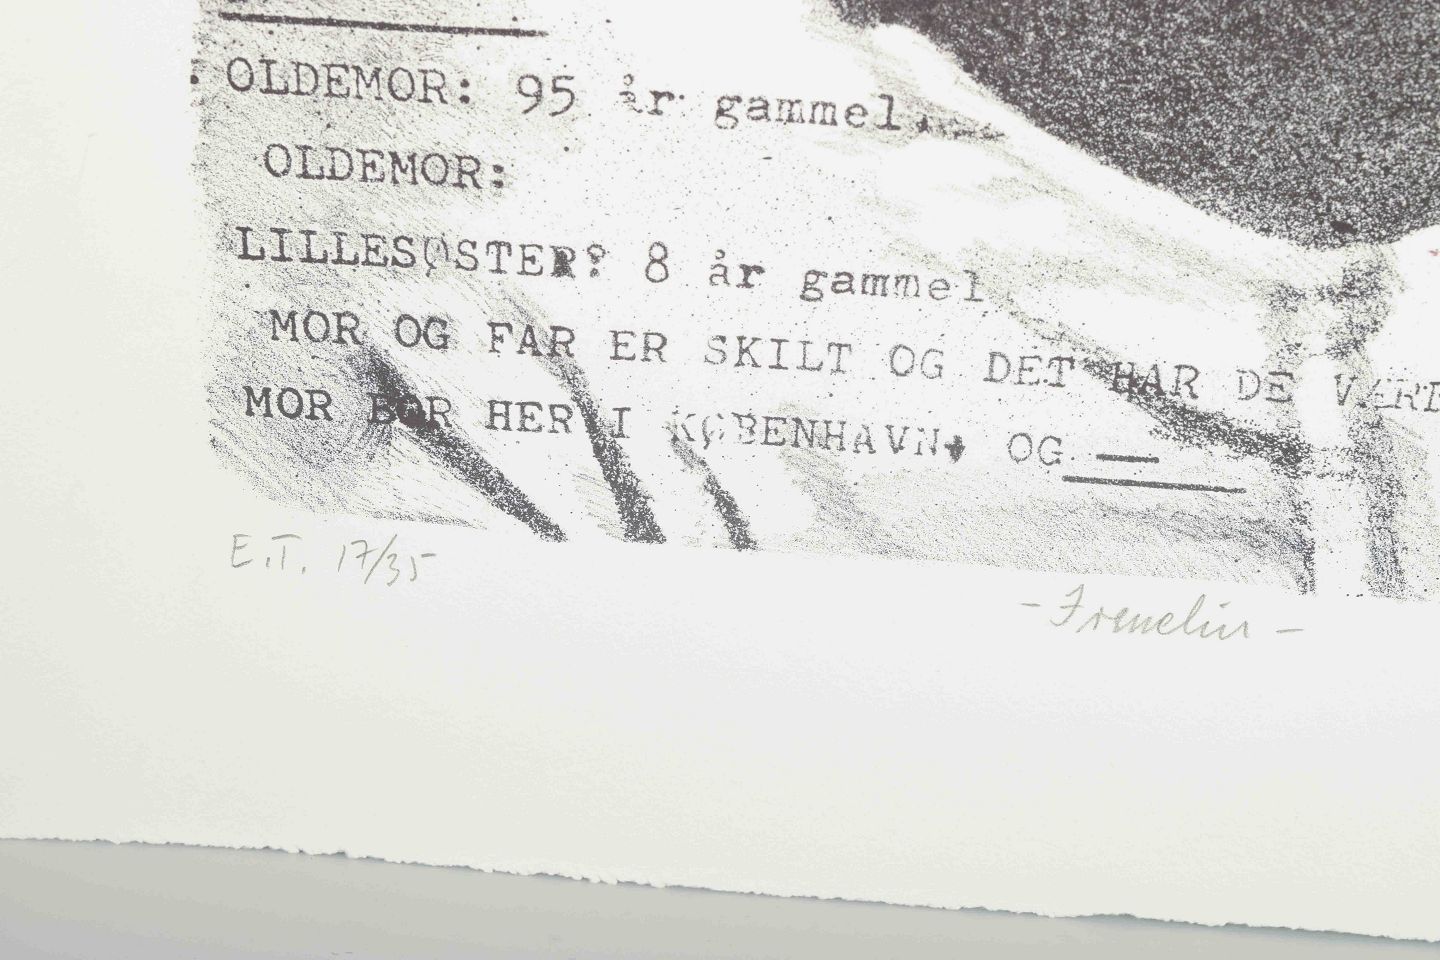 OLDEMOR: 95 år gammel.
OLDEMOR:
LILLESØSTER? 8 år gammel
MOR OG FAR ER SKILT OG DET HAR DE VÆRE
MOR BOR HER I KØBENHAVN. OG
E.T. 17/35